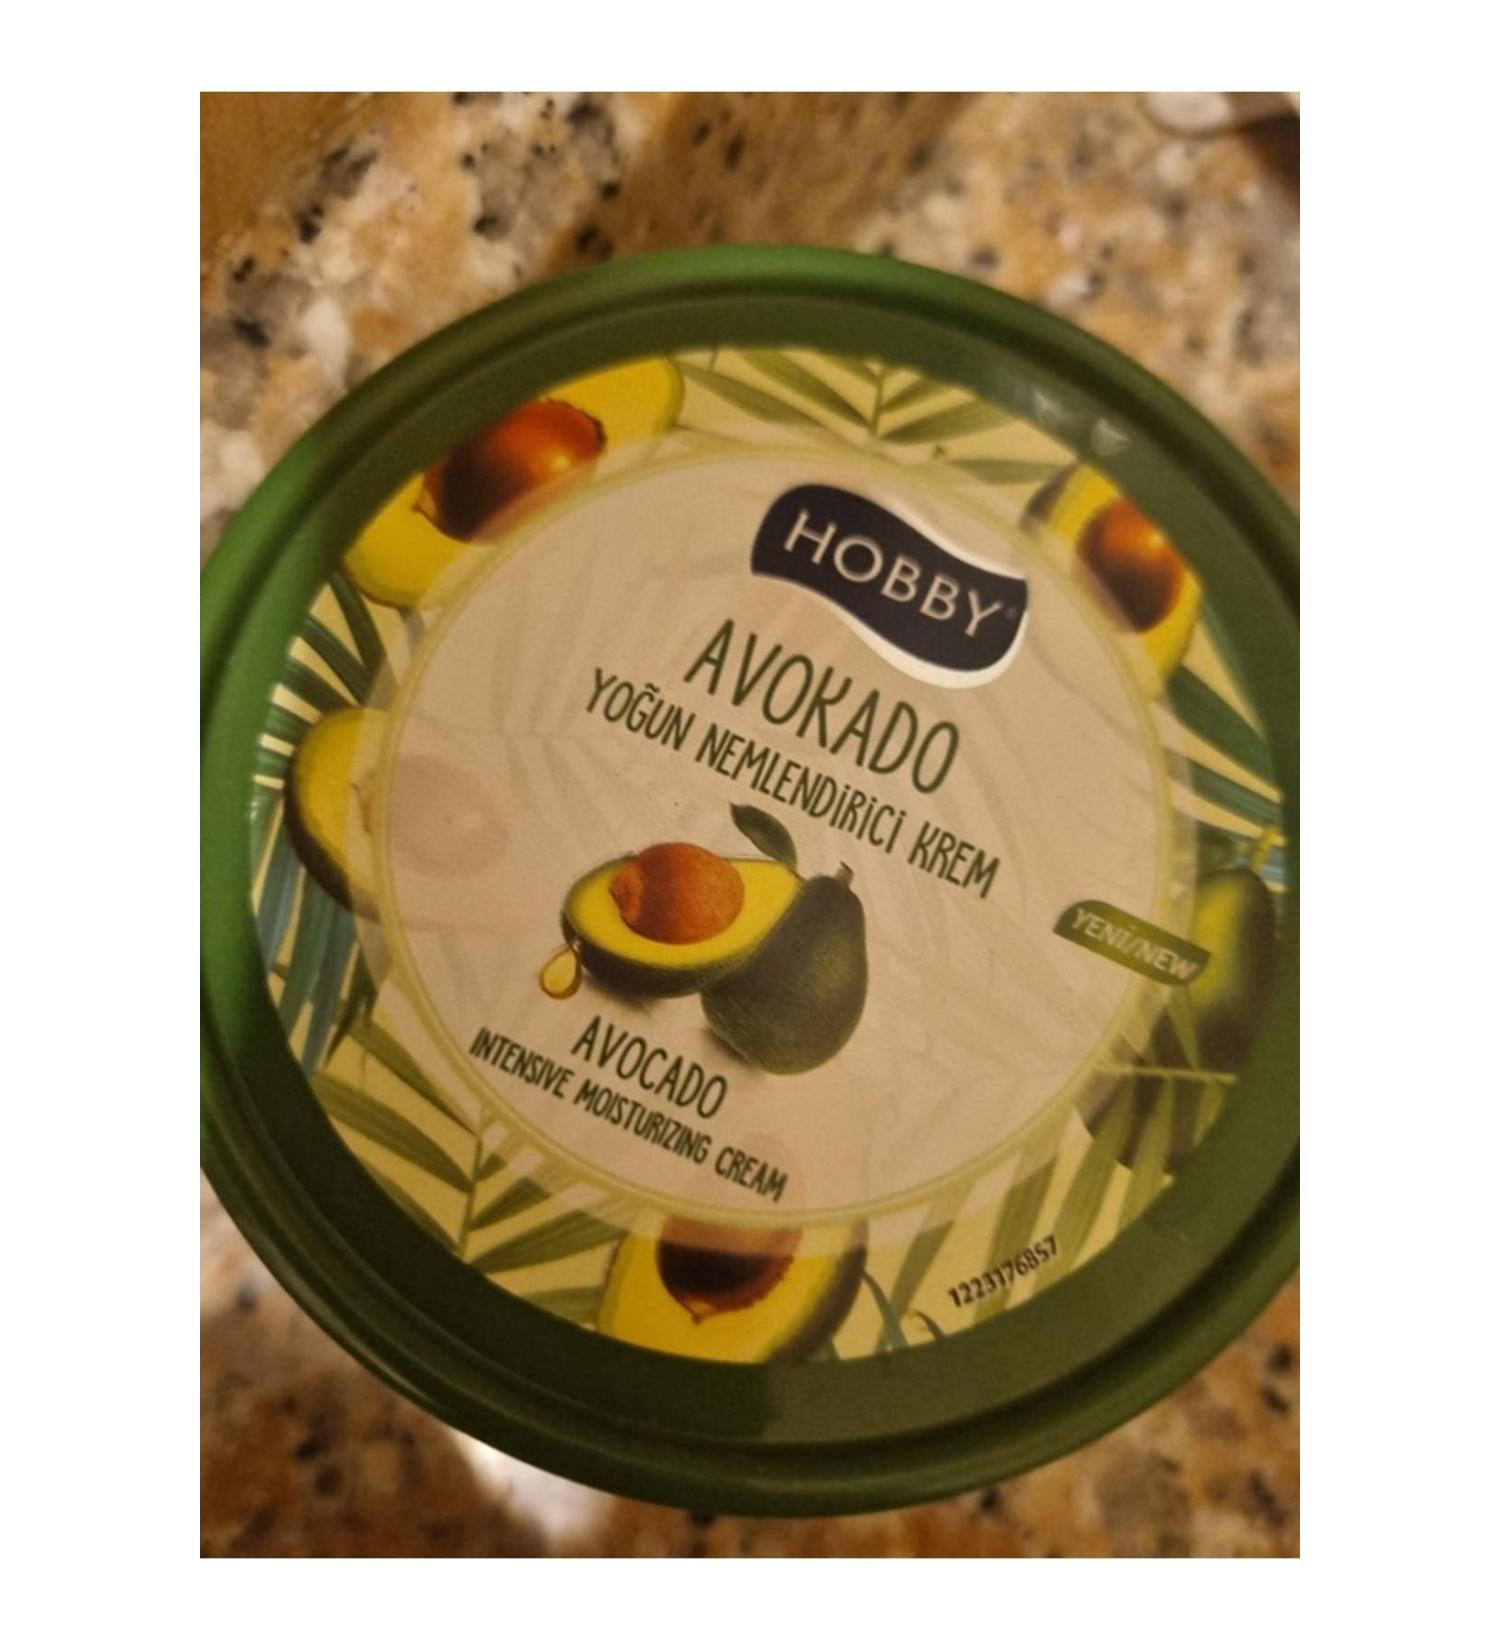 HOBBY
AVOKADO
YOĞUN NEMLENDİRİCİ KREM
YENİ/NEW
AVOCADO
INTENSIVE MOISTURIZING CREAM
1223176857